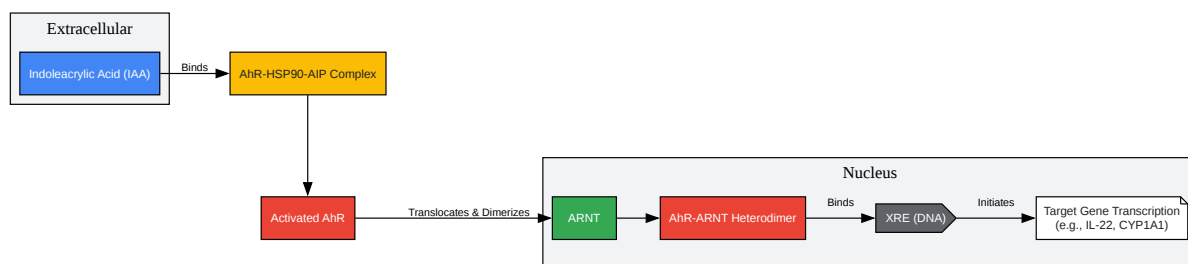 Extracellular
Indoleacrylic Acid (IAA)
Binds
AhR-HSP90-AIP Complex
Activated AhR
Translocates & Dimerizes
Nucleus
ARNT
AhR-ARNT Heterodimer
Binds
XRE (DNA)
Initiates
Target Gene Transcription
(e.g., IL-22, CYP1A1)